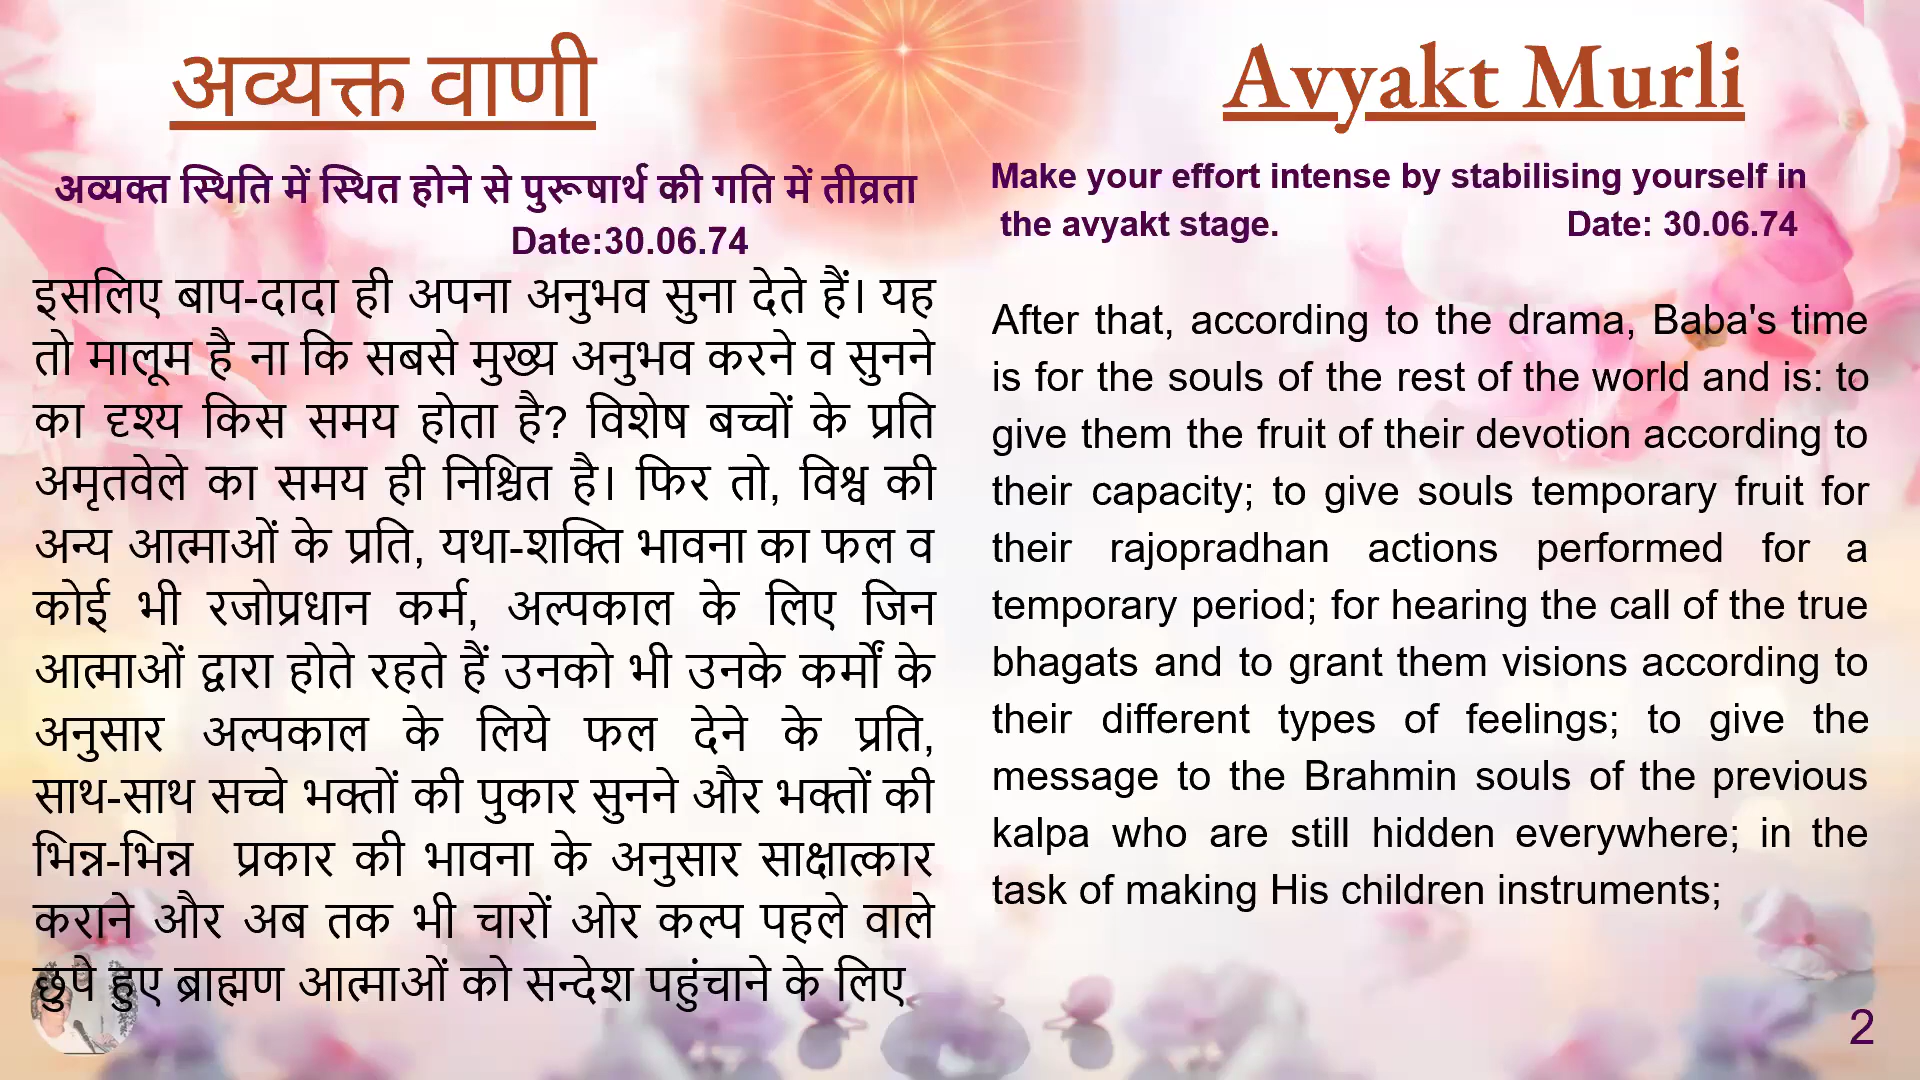 अव्यक्त वाणी
अव्यक्त स्थिति में स्थित होने से पुरूषार्थ की गति में तीव्रता
Date:30.06.74
इसलिए बाप-दादा ही अपना अनुभव सुना देते हैं। यह
तो मालूम है ना कि सबसे मुख्य अनुभव करने व सुनने
का दृश्य किस समय होता है? विशेष बच्चों के प्रति
अमृतवेले का समय ही निश्चित है। फिर तो, विश्व की
अन्य आत्माओं के प्रति, यथा-शक्ति भावना का फल व
कोई भी रजोप्रधान कर्म, अल्पकाल के लिए जिन
आत्माओं द्वारा होते रहते हैं उनको भी उनके कर्मों के
अनुसार अल्पकाल के लिये फल देने के प्रति,
साथ-साथ सच्चे भक्तों की पुकार सुनने और भक्तों की
भिन्न-भिन्न प्रकार की भावना के अनुसार साक्षात्कार
कराने और अब तक भी चारों ओर कल्प पहले वाले
छुपे हुए ब्राह्मण आत्माओं को सन्देश पहुंचाने के लिए
Avyakt Murli
Make your effort intense by stabilising yourself in
the avyakt stage. Date: 30.06.74
After that, according to the drama, Baba's time
is for the souls of the rest of the world and is: to
give them the fruit of their devotion according to
their capacity; to give souls temporary fruit for
their rajopradhan actions performed for a
temporary period; for hearing the call of the true
bhagats and to grant them visions according to
their different types of feelings; to give the
message to the Brahmin souls of the previous
kalpa who are still hidden everywhere; in the
task of making His children instruments;
2